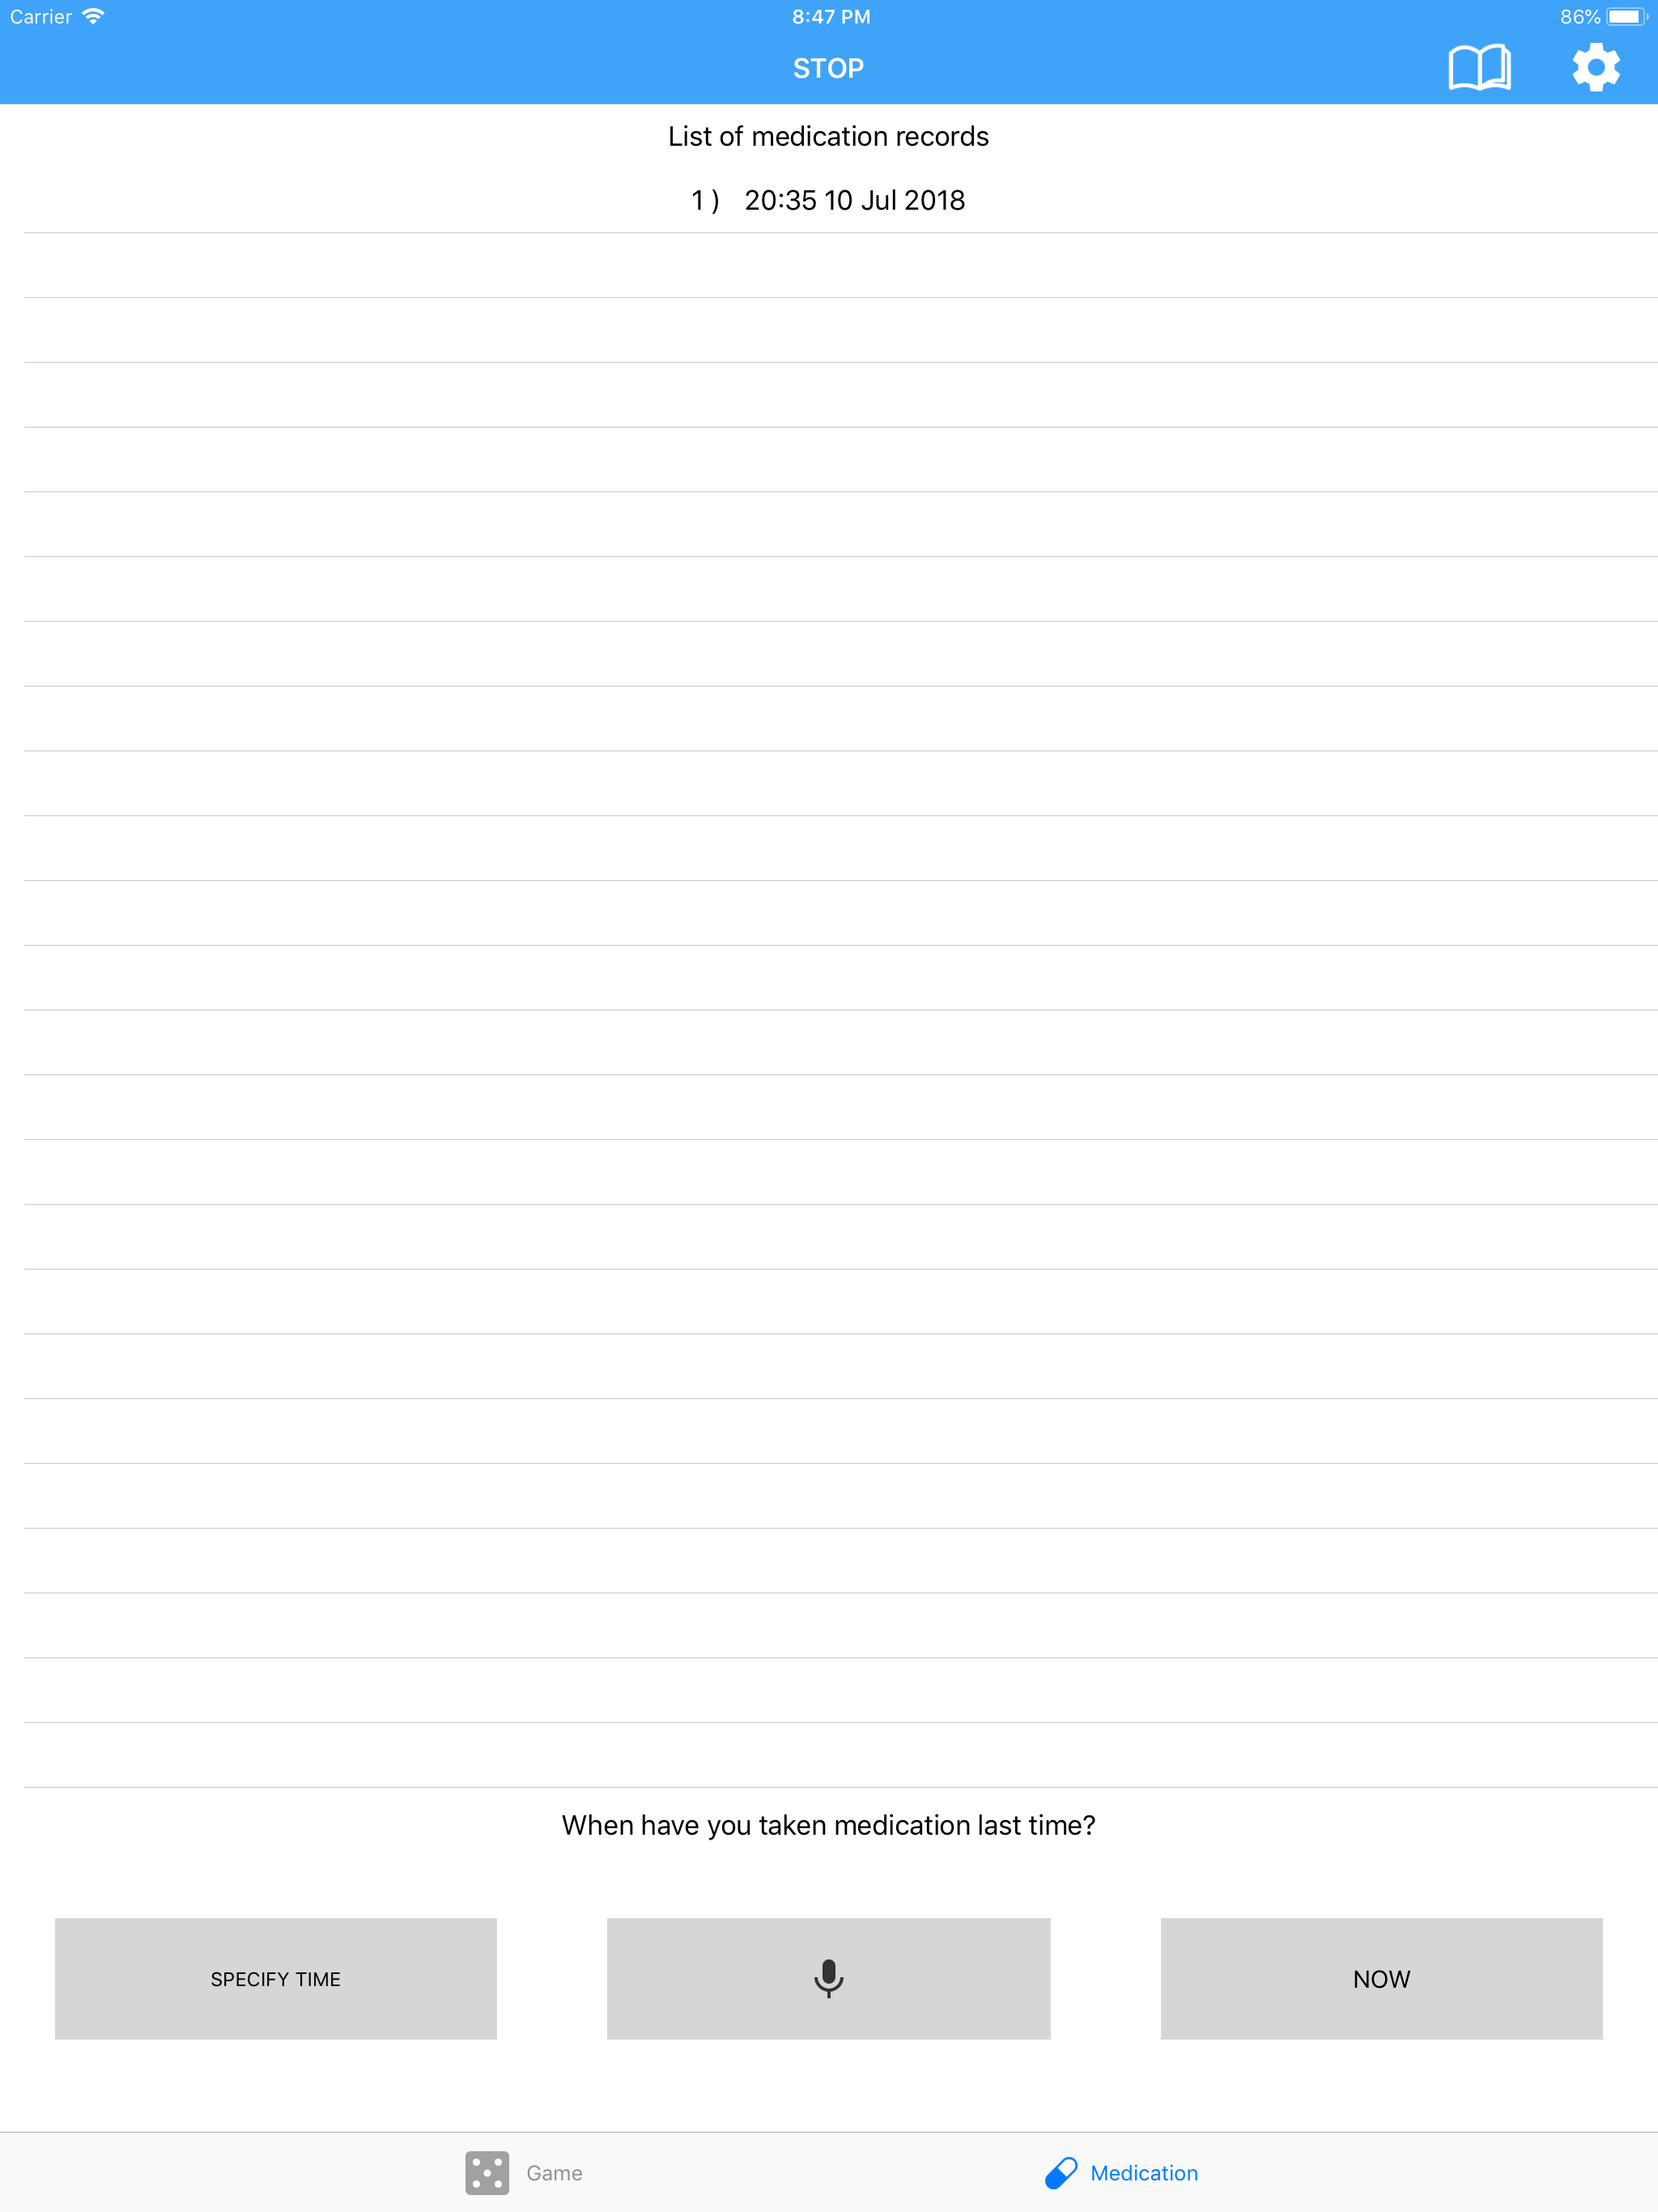 Carrier 8:47 PM 86%
STOP
List of medication records
1 ) 20:35 10 Jul 2018
When have you taken medication last time?
SPECIFY TIME NOW
Game Medication